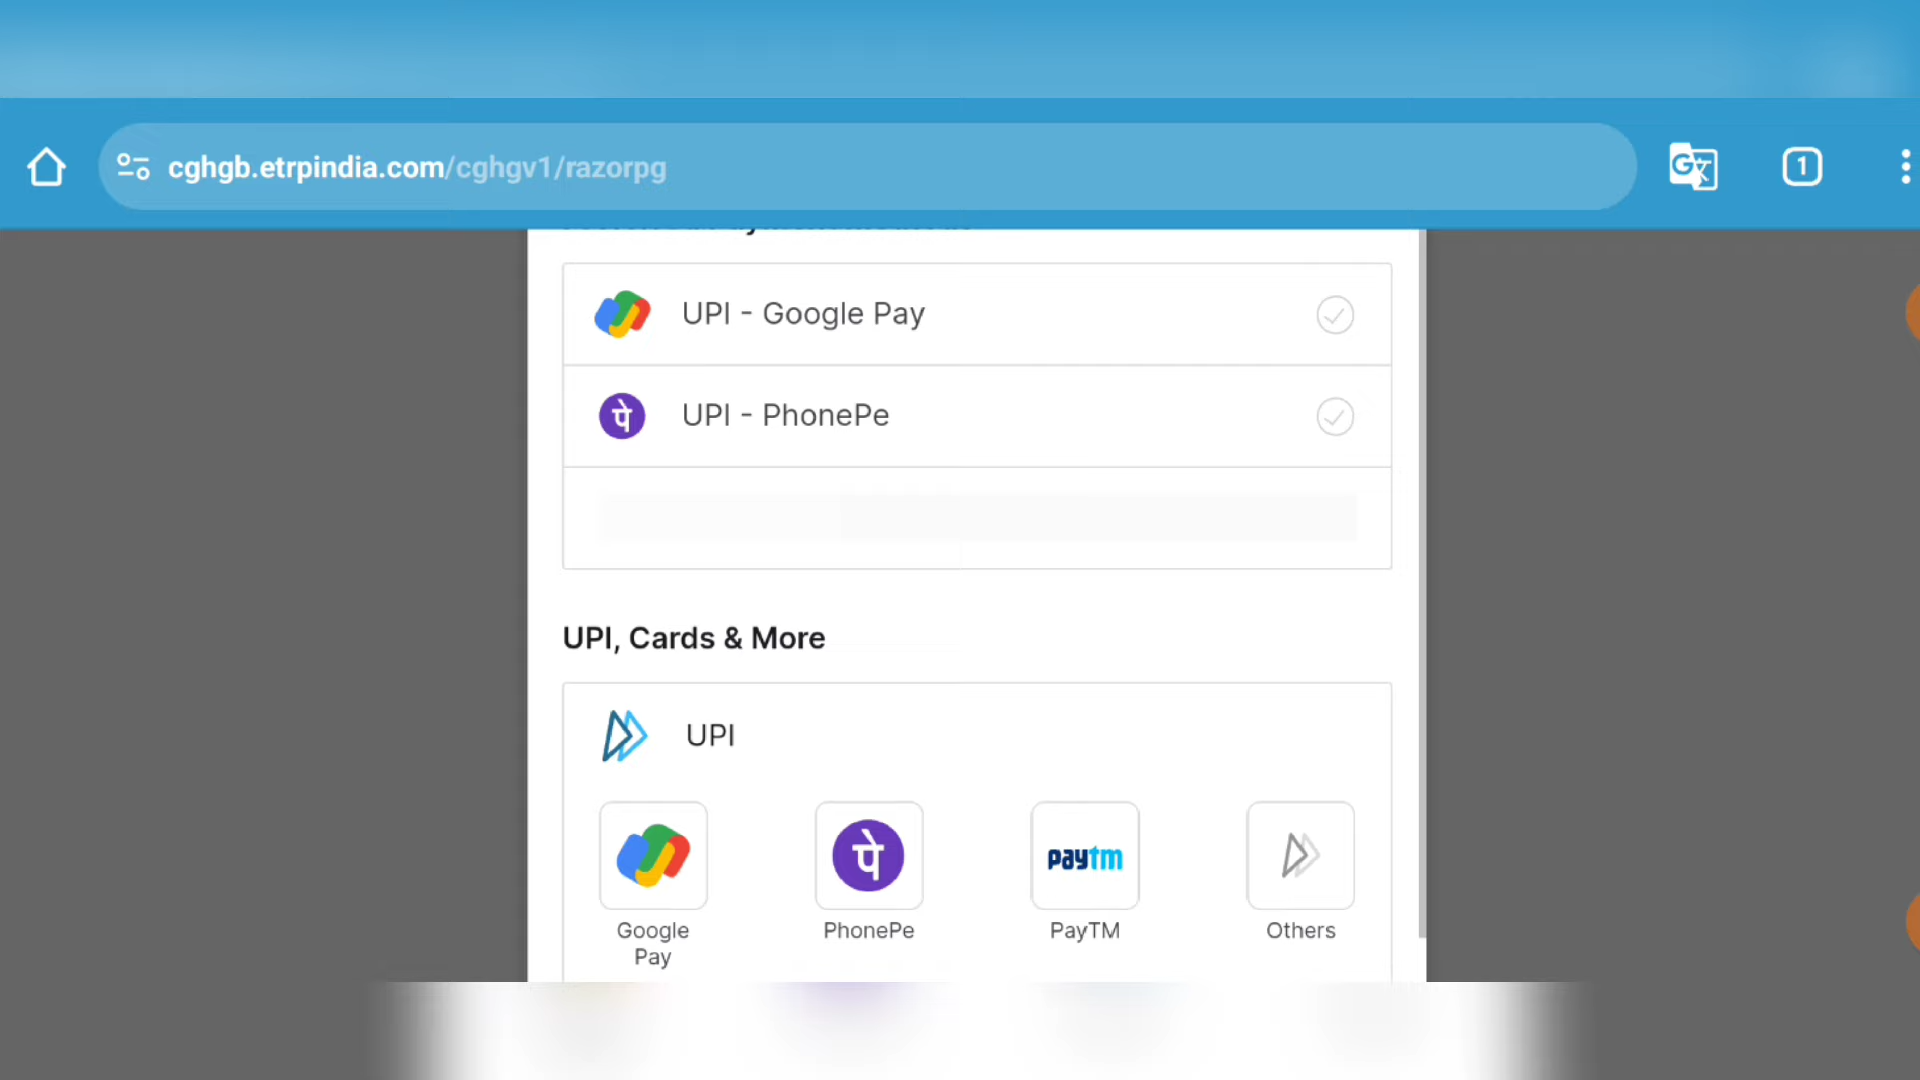 cghgb.etrpindia.com/cghgv1/razorpg
1
UPI - Google Pay
पे UPI - PhonePe
UPI, Cards & More
UPI
पे
paytm
Google Pay
PhonePe
PayTM
Others